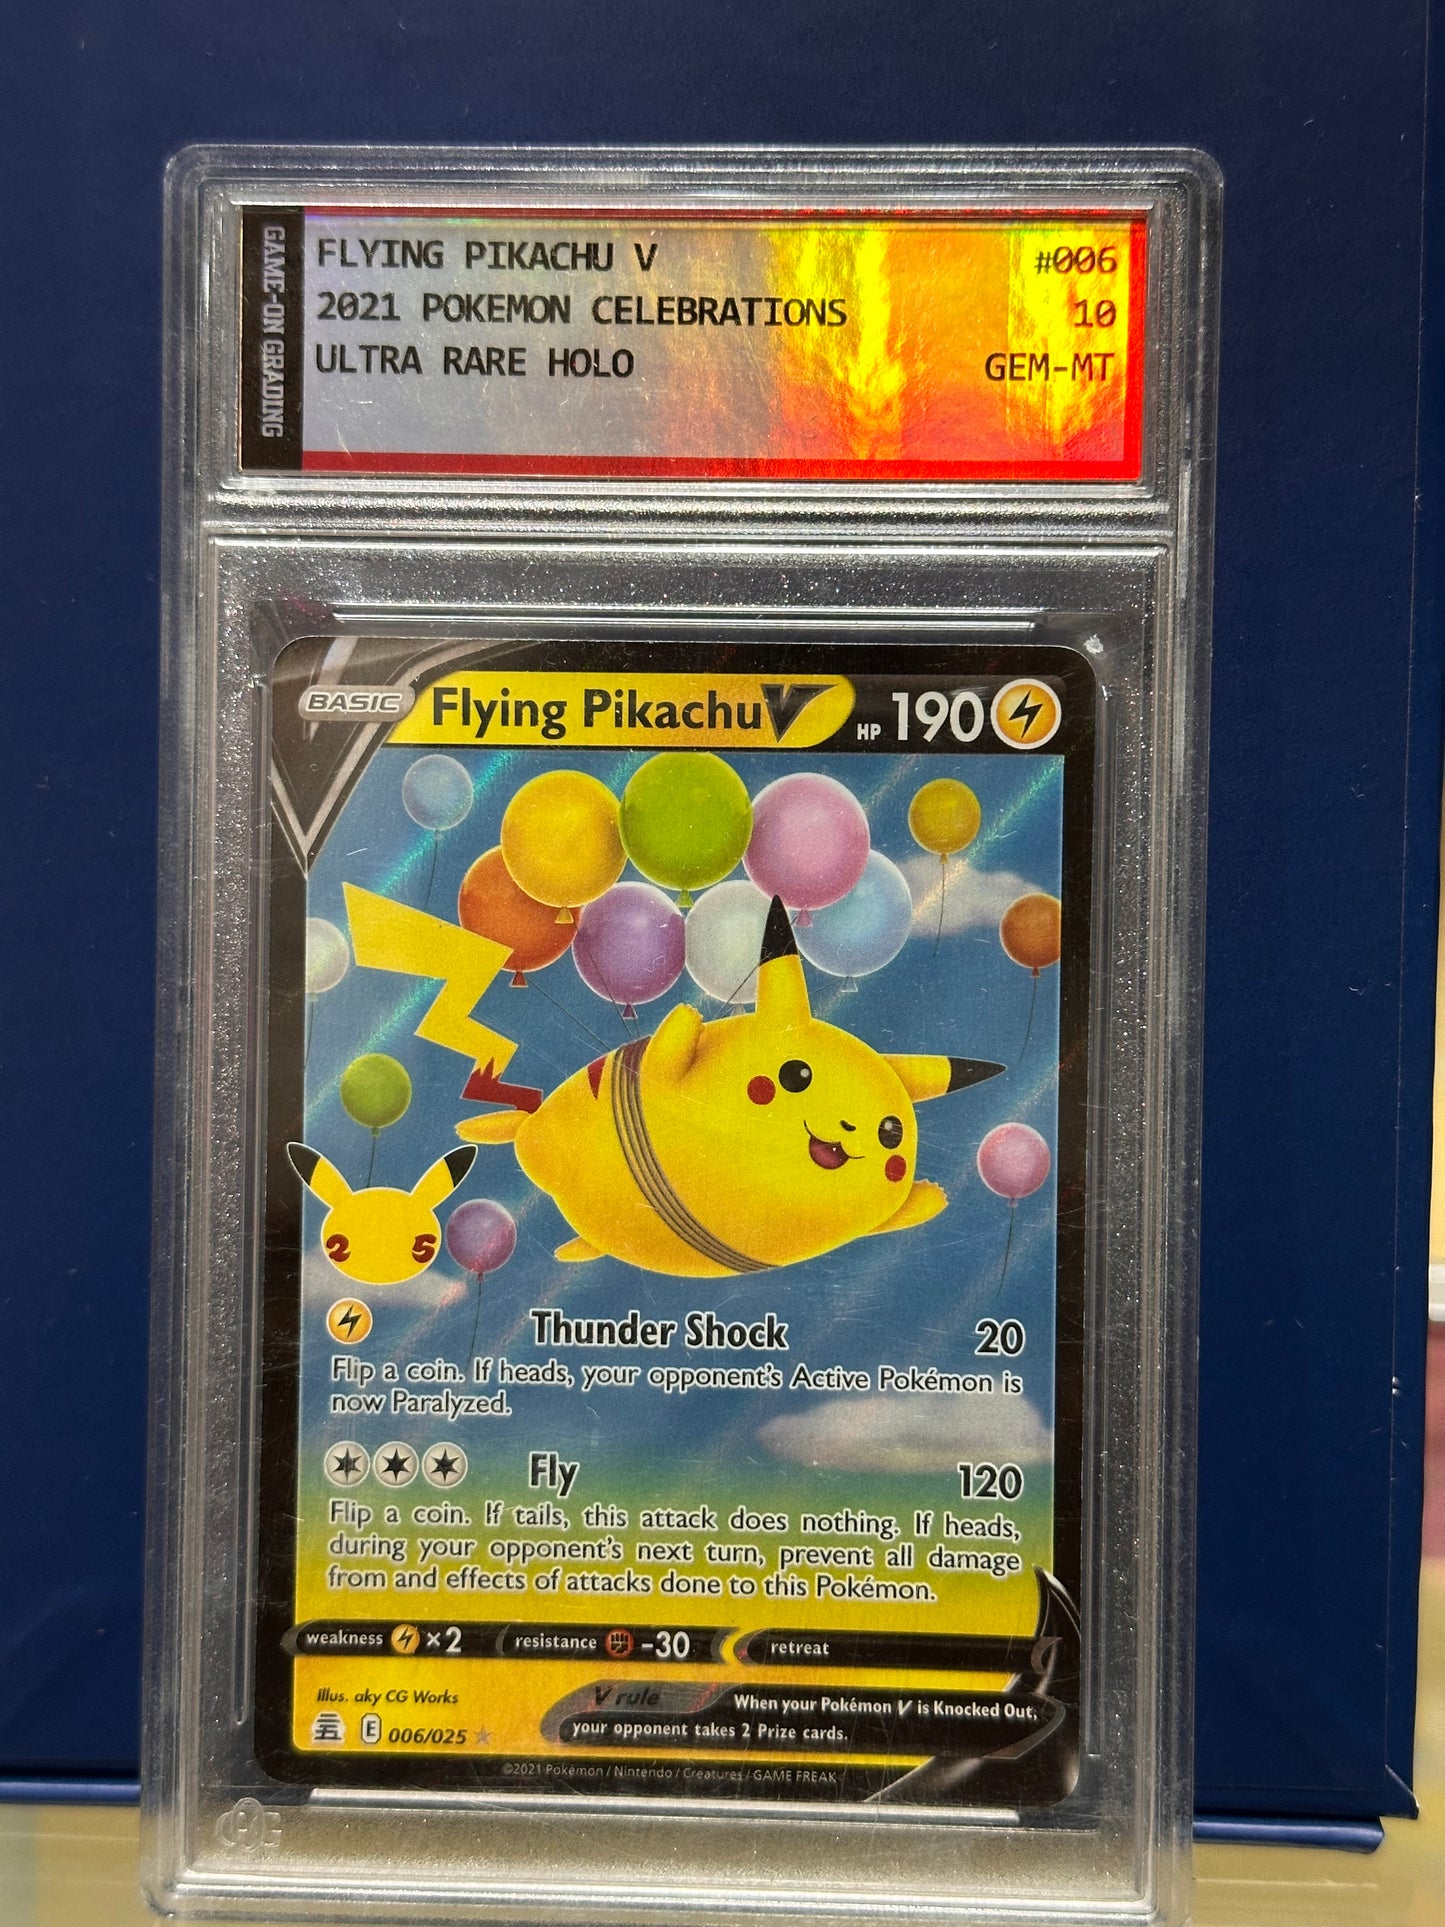 GAME-ON GRADING
FLYING PIKACHU V #006
2021 POKEMON CELEBRATIONS 10
ULTRA RARE HOLO GEM-MT
BASIC Flying Pikachu V HP 190
2 5
Thunder Shock 20
Flip a coin. If heads, your opponent's Active Pokémon is
now Paralyzed.
Fly 120
Flip a coin. If tails, this attack does nothing. If heads,
during your opponent's next turn, prevent all damage
from and effects of attacks done to this Pokémon.
weakness ×2 resistance -30 retreat
Illus. aky CG Works
V rule When your Pokémon V is Knocked Out,
your opponent takes 2 Prize cards.
E 006/025
©2021 Pokémon / Nintendo / Creatures / GAME FREAK